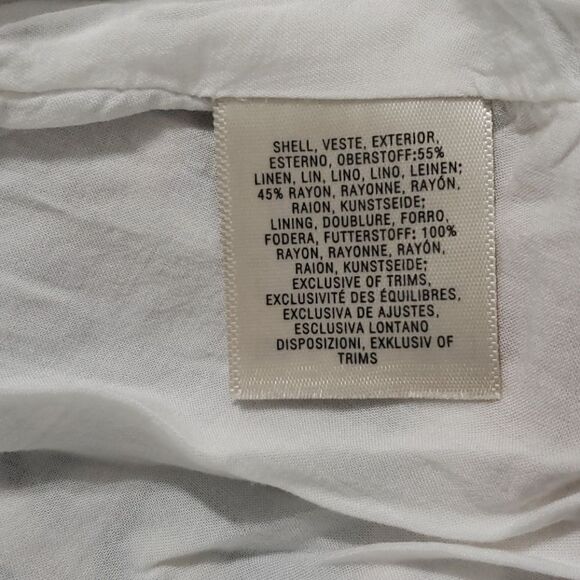 SHELL, VESTE, EXTERIOR,
ESTERNO, OBERSTOFF:55%
LINEN, LIN, LINO, LINO, LEINEN;
45% RAYON, RAYONNE, RAYÓN,
RAION, KUNSTSEIDE;
LINING, DOUBLURE, FORRO,
FODERA, FUTTERSTOFF: 100%
RAYON, RAYONNE, RAYÓN,
RAION, KUNSTSEIDE;
EXCLUSIVE OF TRIMS,
EXCLUSIVITÉ DES ÉQUILIBRES,
EXCLUSIVA DE AJUSTES,
ESCLUSIVA LONTANO
DISPOSIZIONI, EXKLUSIV OF
TRIMS